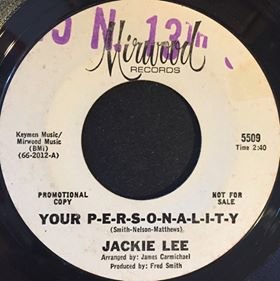 N. 13TH
Mirwood
RECORDS
Keymen Music/
Mirwood Music
(BMI)
(66-2012-A)
5509
Time 2:40
PROMOTIONAL
COPY
NOT FOR
SALE
YOUR P-E-R-S-O-N-A-L-I-T-Y
(Smith-Nelson-Matthews)
JACKIE LEE
Arranged by: James Carmichael
Produced by: Fred Smith